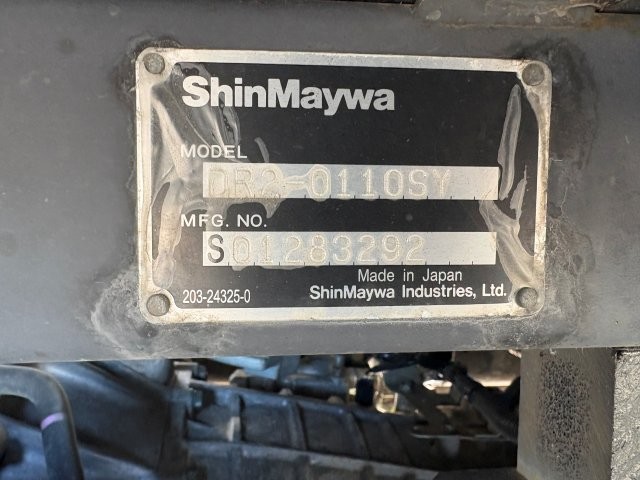 ShinMaywa
MODEL
DR2-0110SY
MFG. NO.
S01283292
Made in Japan
203-24325-0
ShinMaywa Industries, Ltd.